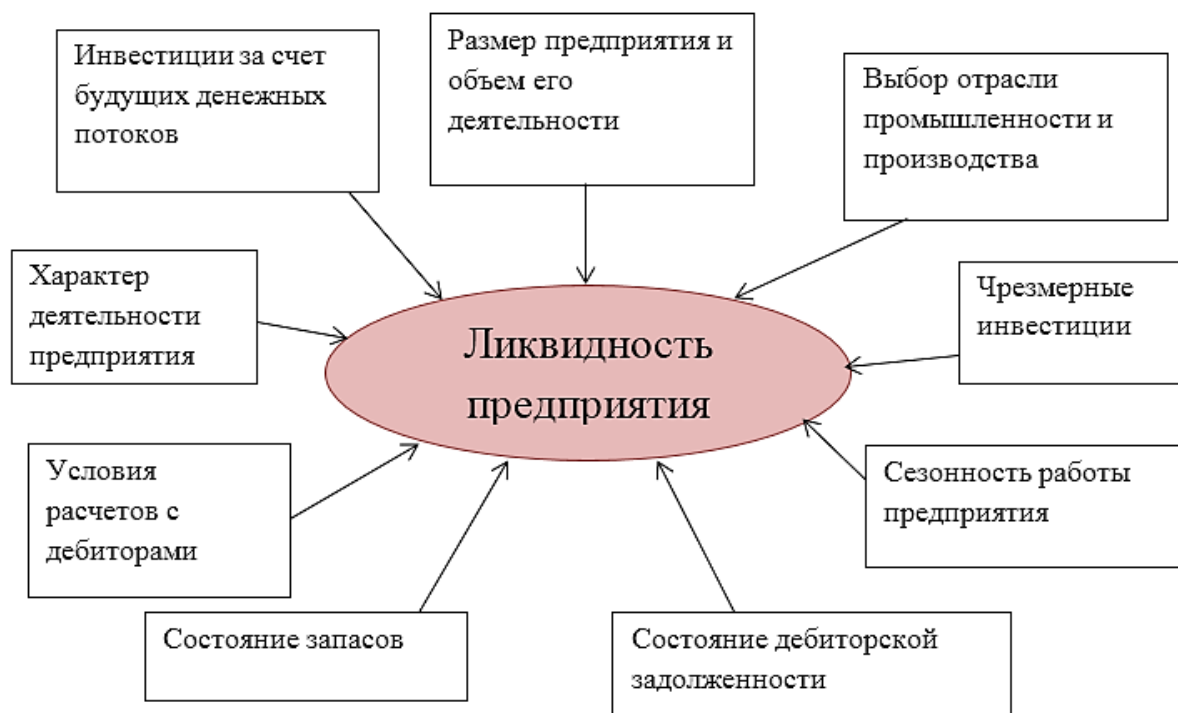 Инвестиции за счет
будущих денежных
потоков
Размер предприятия и
объем его
деятельности
Выбор отрасли
промышленности и
производства
Характер
деятельности
предприятия
Ликвидность
предприятия
Чрезмерные
инвестиции
Условия
расчетов с
дебиторами
Сезонность работы
предприятия
Состояние запасов
Состояние дебиторской
задолженности